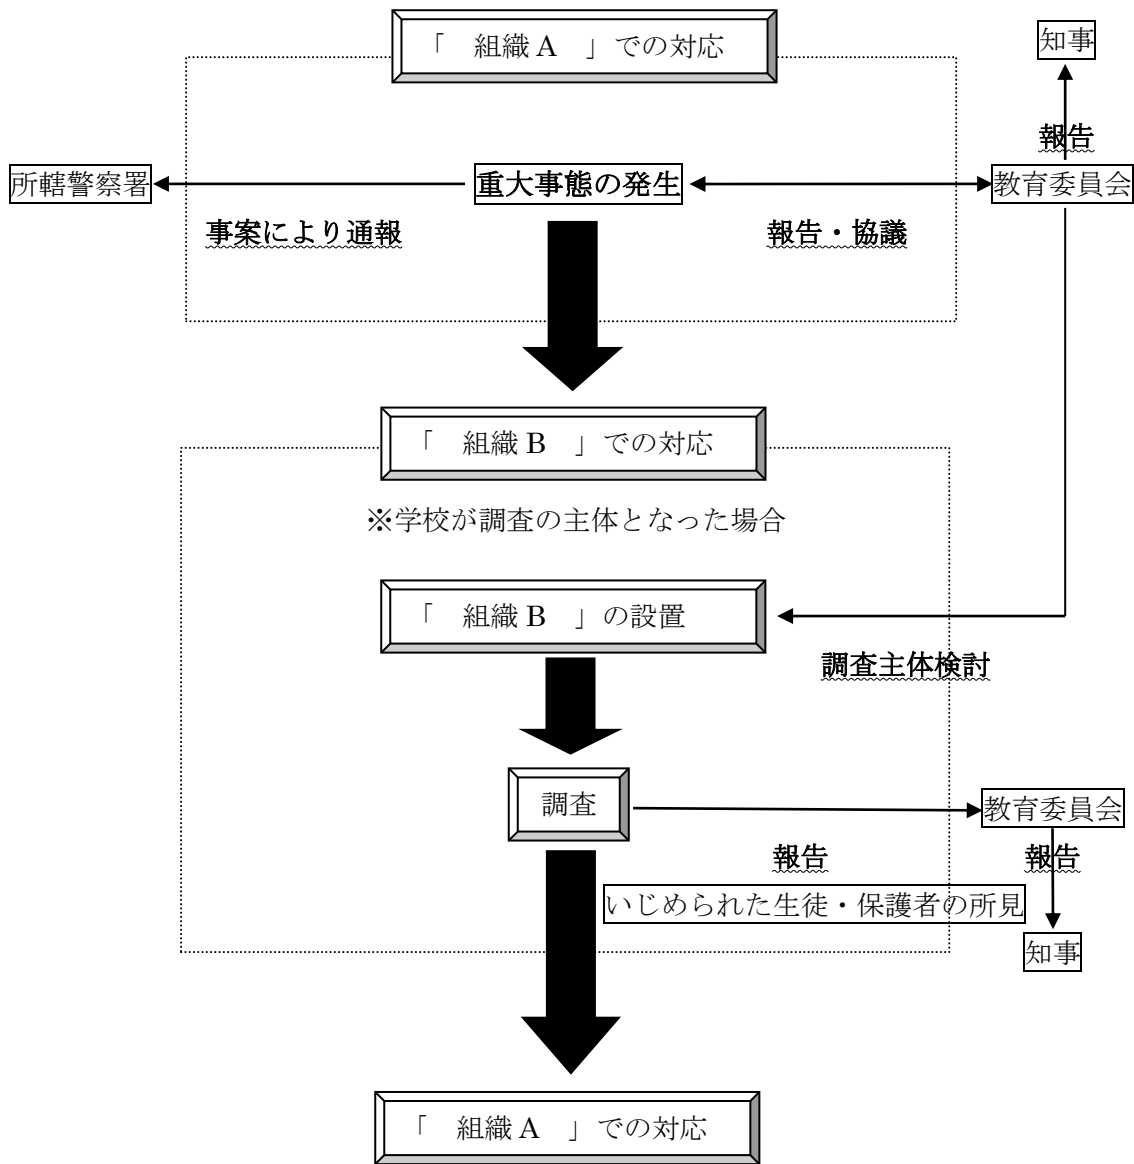 「　組織 A　」での対応
知事
報告
所轄警察署
重大事態の発生
教育委員会
事案により通報
報告・協議
「　組織 B　」での対応
※学校が調査の主体となった場合
「　組織 B　」の設置
調査主体検討
調査
教育委員会
報告
報告
いじめられた生徒・保護者の所見
知事
「　組織 A　」での対応